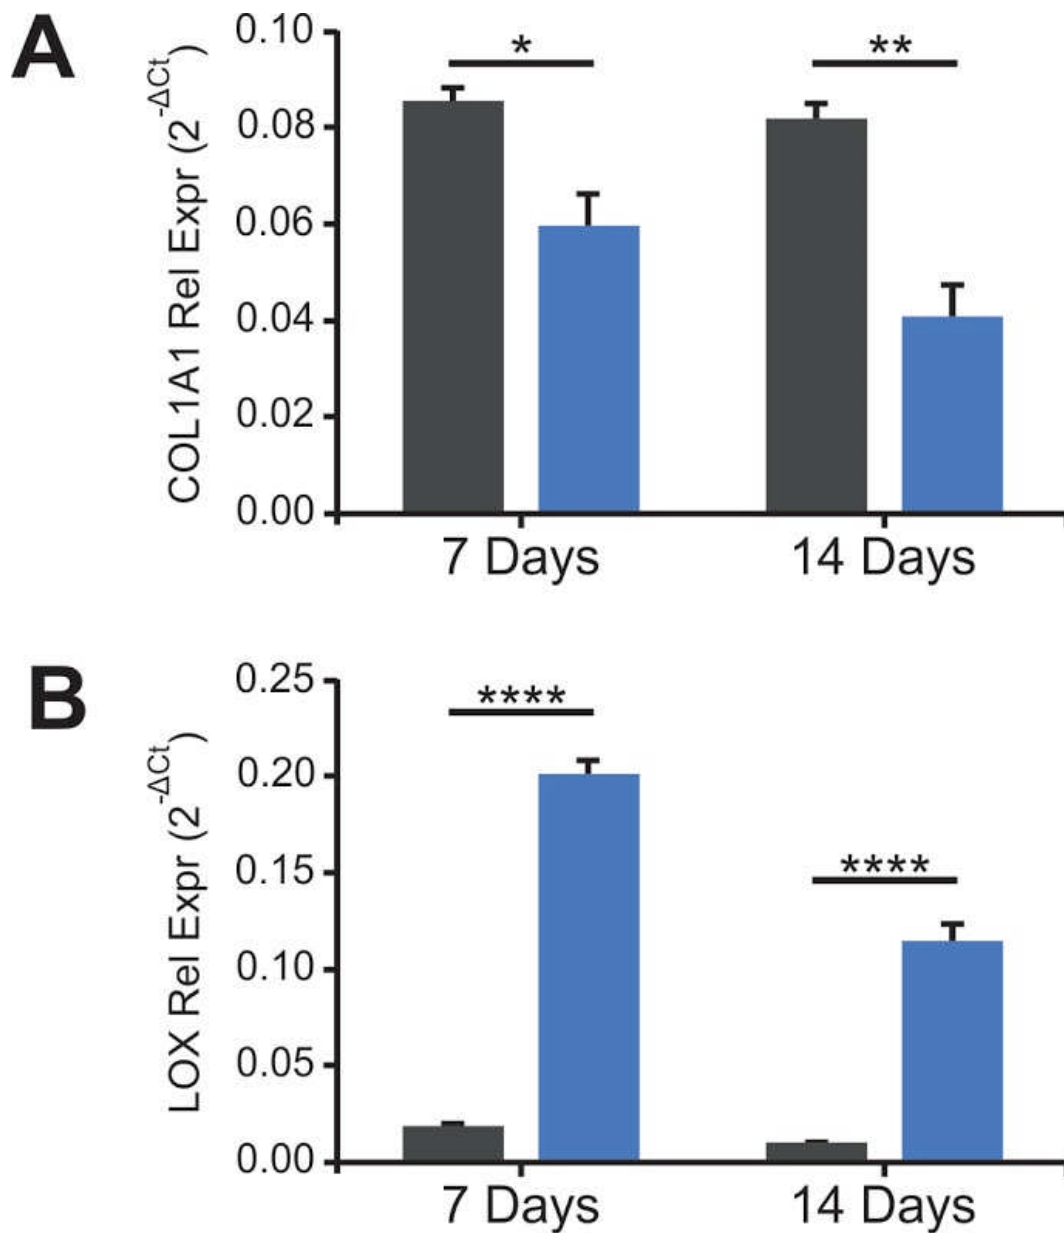 A
COL1A1 Rel Expr (2^-ΔCt)
0.10
0.08
0.06
0.04
0.02
0.00
*
**
7 Days
14 Days
B
LOX Rel Expr (2^-ΔCt)
0.25
0.20
0.15
0.10
0.05
0.00
****
****
7 Days
14 Days